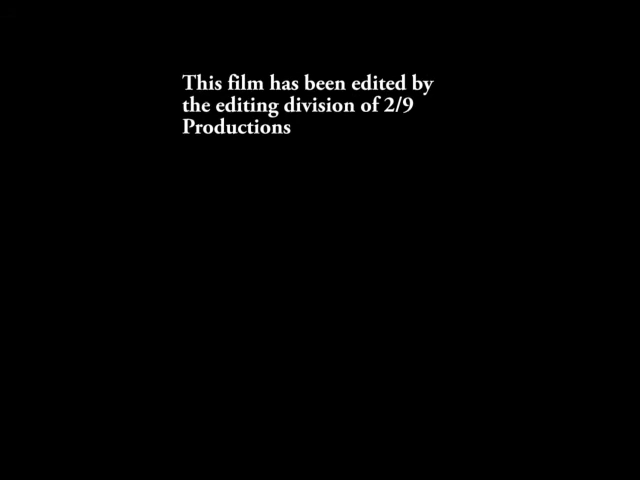 This film has been edited by
the editing division of 2/9
Productions